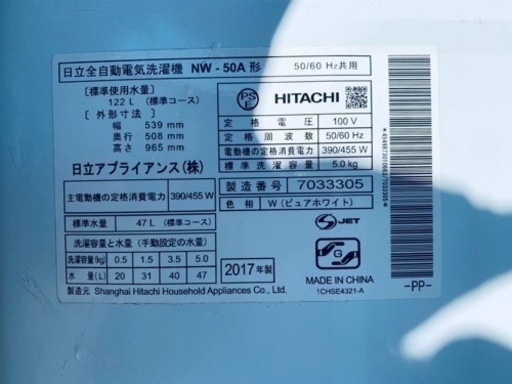 日立全自動電気洗濯機 NW - 50A 形 50/60 Hz共用
〔標準使用水量〕
122 L (標準コース)
〔外形寸法〕
幅 539 mm
奥行 508 mm
高さ 965 mm
日立アプライアンス(株)
PS
E
HITACHI
定格電圧 100 V
定格周波数 50/60 Hz
電動機の定格消費電力 390/455 W
標準洗濯容量 5.0kg
主電動機の定格消費電力 390/455 W
製造番号 7033305
標準水量 47 L (標準コース)
色相 W (ピュアホワイト)
洗濯容量と水量 (手動設定の水量)
洗濯容量(kg) 0.5 1.5 3.5 5.0
水量(L) 20 31 40 47
2017年製
JET
MADE IN CHINA
1CHSE4321-A
製造元 Shanghai Hitachi Household Appliances Co., Ltd.
-PP-